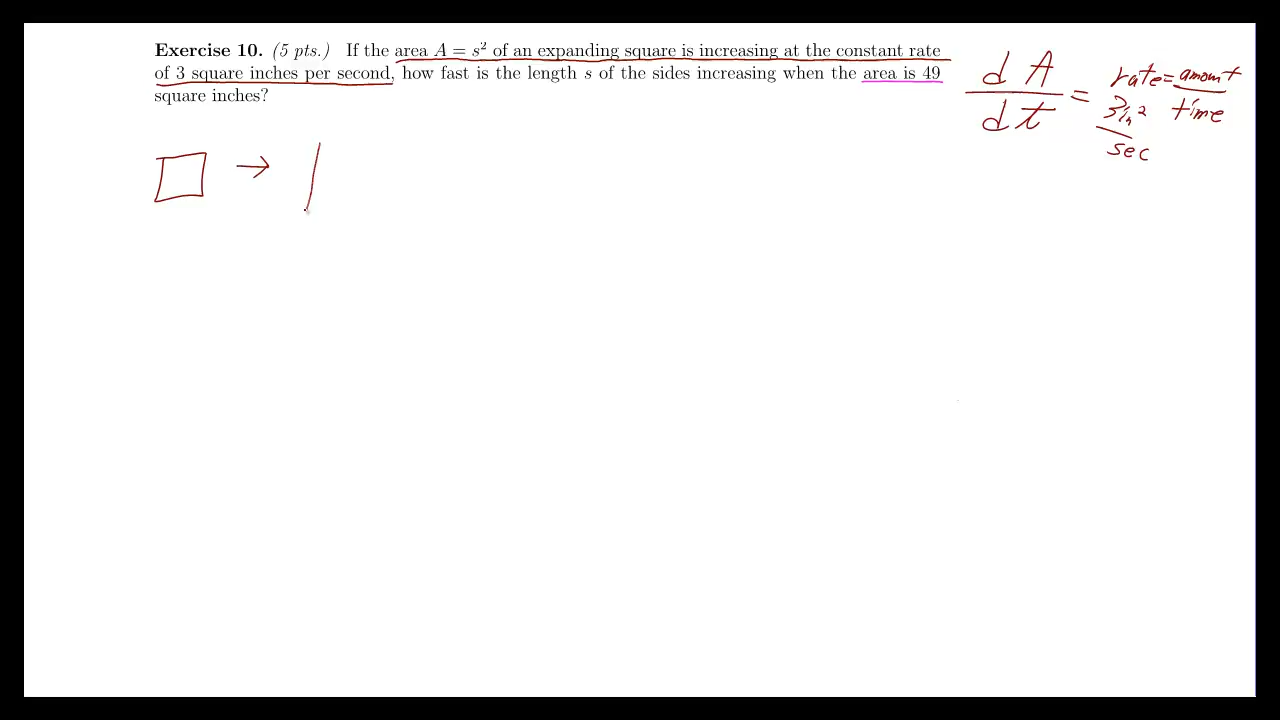 Exercise 10. (5 pts.) If the area A = s² of an expanding square is increasing at the constant rate
of 3 square inches per second, how fast is the length s of the sides increasing when the area is 49
square inches?
dA/dt =
rate = amount/time
3in²/sec